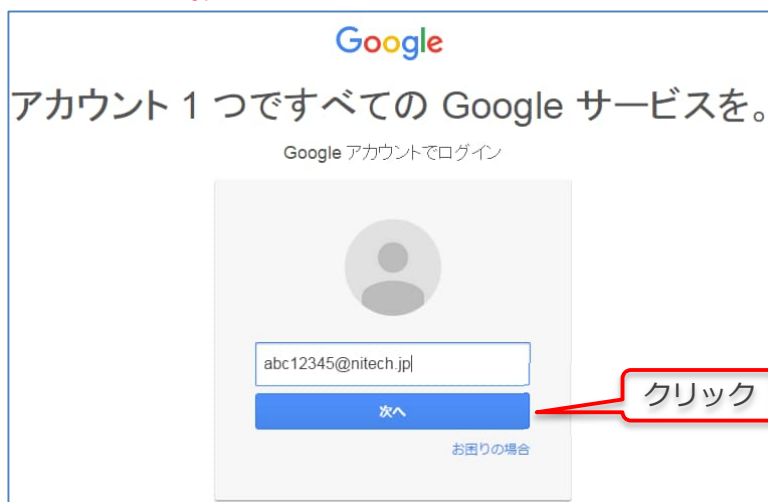 Google
アカウント 1 つですべての Google サービスを。
Google アカウントでログイン
abc12345@nitech.jp
次へ
クリック
お困りの場合